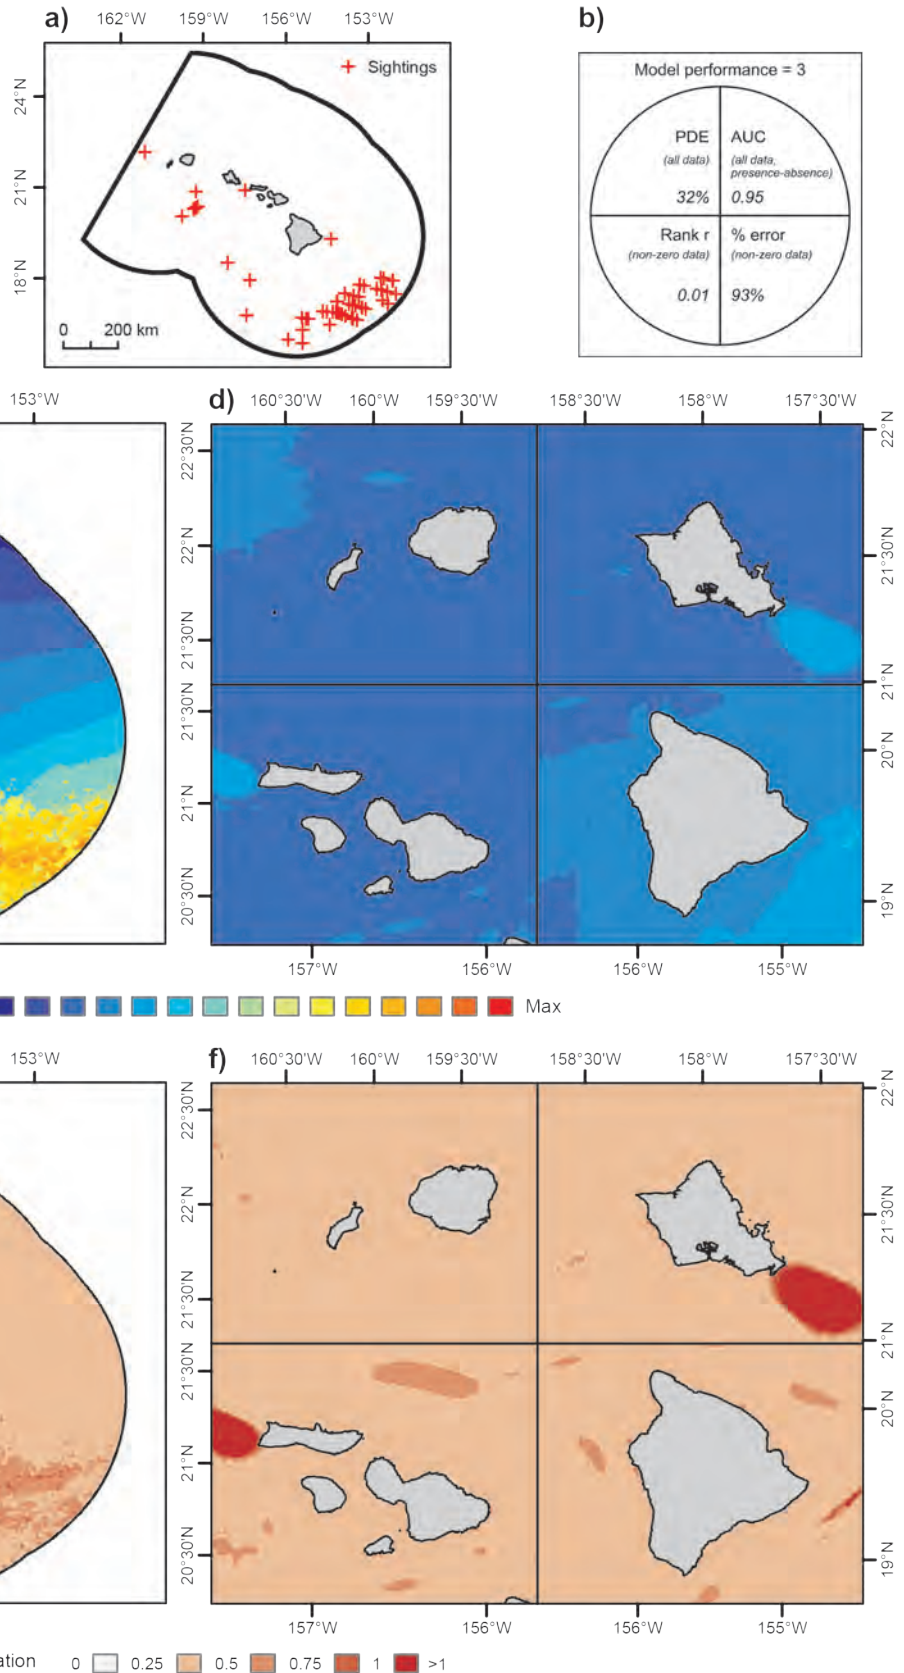 a)
162°W 159°W 156°W 153°W
Sightings
24°N
21°N
18°N
0 200 km
b)
Model performance = 3
PDE
(all data)
32%
AUC
(all data,
presence-absence)
0.95
Rank r
(non-zero data)
0.01
% error
(non-zero data)
93%
153°W
d)
160°30'W 160°W 159°30'W 158°30'W 158°W 157°30'W
22°30'N
22°N
21°30'N
21°30'N
21°N
20°30'N
22°N
21°30'N
21°N
20°N
19°N
157°W 156°W 156°W 155°W
Max
153°W
f)
160°30'W 160°W 159°30'W 158°30'W 158°W 157°30'W
22°30'N
22°N
21°30'N
21°30'N
21°N
20°30'N
22°N
21°30'N
21°N
20°N
19°N
157°W 156°W 156°W 155°W
ation 0 0.25 0.5 0.75 1 >1